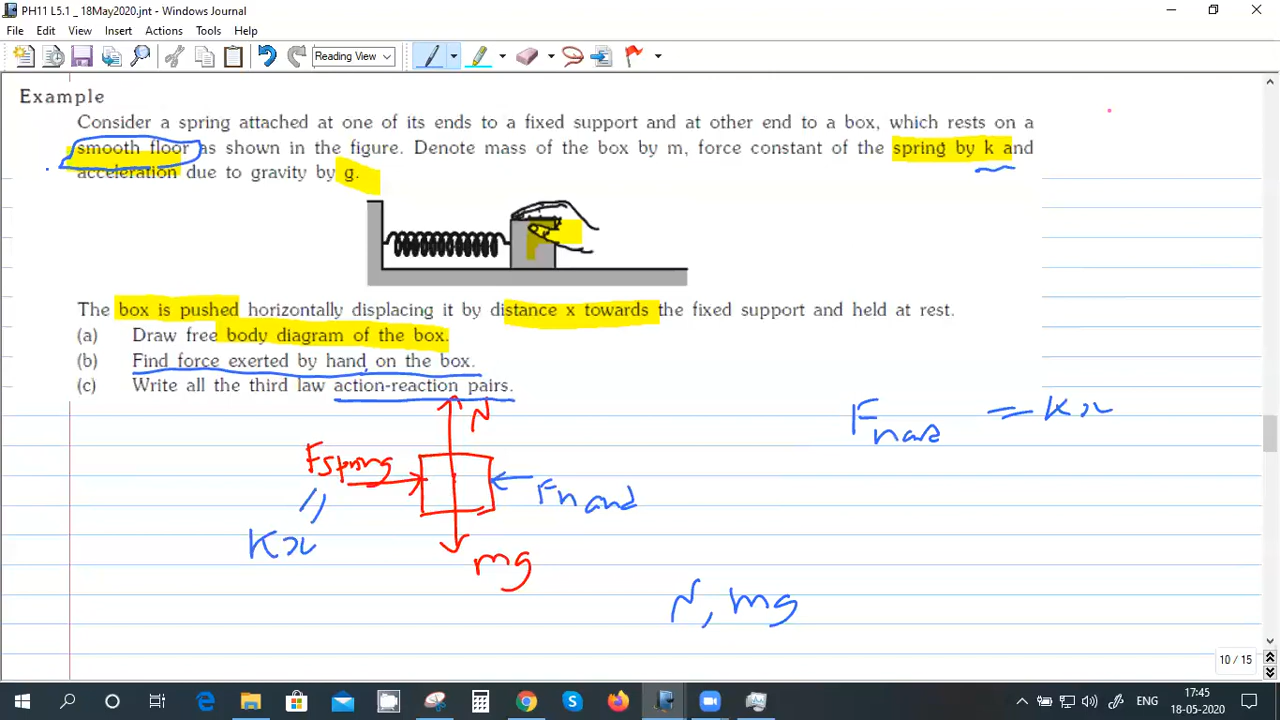 PH11 L5.1 _ 18May2020.jnt - Windows Journal
File Edit View Insert Actions Tools Help
Reading View
Example
Consider a spring attached at one of its ends to a fixed support and at other end to a box, which rests on a
smooth floor as shown in the figure. Denote mass of the box by m, force constant of the spring by k and
acceleration due to gravity by g.
The box is pushed horizontally displacing it by distance x towards the fixed support and held at rest.
(a) Draw free body diagram of the box.
(b) Find force exerted by hand on the box.
(c) Write all the third law action-reaction pairs.
N
Fspring
Kx
Fhand
mg
Fhand = Kx
N, mg
10 / 15
ENG
17:45
18-05-2020